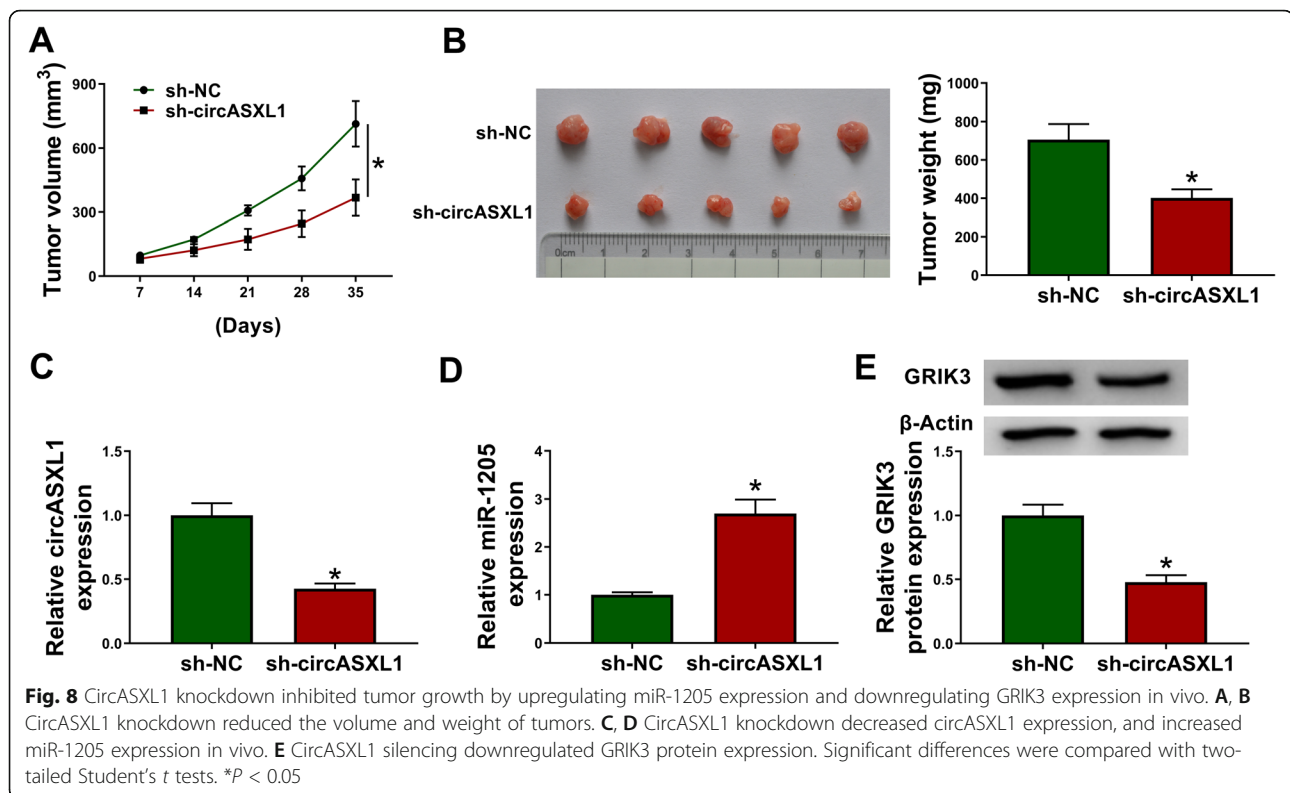 A
Tumor volume (mm³)
900
600
300
0
sh-NC
sh-circASXL1
*
7 14 21 28 35
(Days)
B
sh-NC
sh-circASXL1
0cm 1 2 3 4 5 6 7
Tumor weight (mg)
1000
800
600
400
200
0
*
sh-NC sh-circASXL1
C
Relative circASXL1
expression
1.5
1.0
0.5
0.0
*
sh-NC sh-circASXL1
D
Relative miR-1205
expression
4
3
2
1
0
*
sh-NC sh-circASXL1
E
GRIK3
β-Actin
Relative GRIK3
protein expression
1.5
1.0
0.5
0.0
*
sh-NC sh-circASXL1
Fig. 8 CircASXL1 knockdown inhibited tumor growth by upregulating miR-1205 expression and downregulating GRIK3 expression in vivo. A, B
CircASXL1 knockdown reduced the volume and weight of tumors. C, D CircASXL1 knockdown decreased circASXL1 expression, and increased
miR-1205 expression in vivo. E CircASXL1 silencing downregulated GRIK3 protein expression. Significant differences were compared with two-
tailed Student's t tests. *P < 0.05